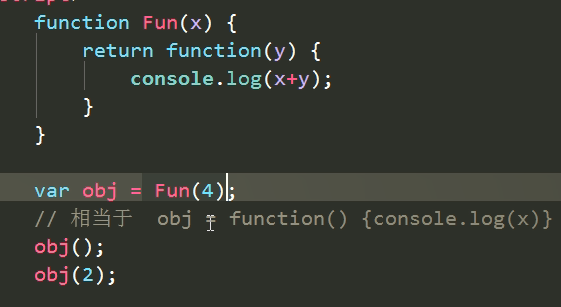 function Fun(x) {
return function(y) {
console.log(x+y);
}
}
var obj = Fun(4);
// 相当于  obj = function() {console.log(x)}
obj();
obj(2);